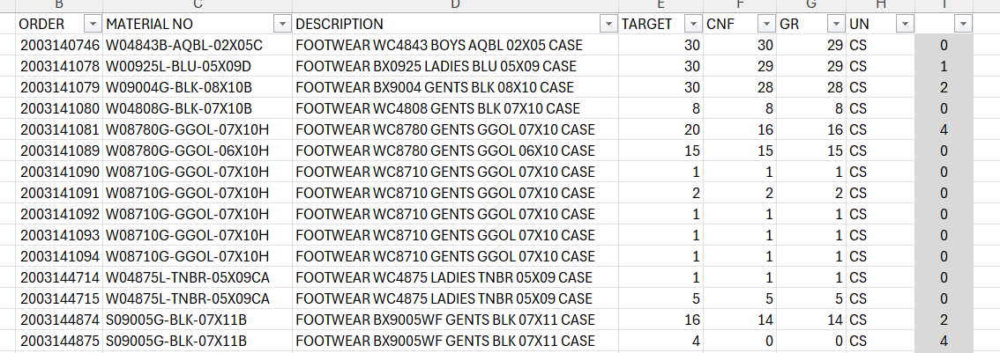 B C D E F G H I
ORDER MATERIAL NO DESCRIPTION TARGET CNF GR UN
2003140746 W04843B-AQBL-02X05C FOOTWEAR WC4843 BOYS AQBL 02X05 CASE 30 30 29 CS 0
2003141078 W00925L-BLU-05X09D FOOTWEAR BX0925 LADIES BLU 05X09 CASE 30 29 29 CS 1
2003141079 W09004G-BLK-08X10B FOOTWEAR BX9004 GENTS BLK 08X10 CASE 30 28 28 CS 2
2003141080 W04808G-BLK-07X10B FOOTWEAR WC4808 GENTS BLK 07X10 CASE 8 8 8 CS 0
2003141081 W08780G-GGOL-07X10H FOOTWEAR WC8780 GENTS GGOL 07X10 CASE 20 16 16 CS 4
2003141089 W08780G-GGOL-06X10H FOOTWEAR WC8780 GENTS GGOL 06X10 CASE 15 15 15 CS 0
2003141090 W08710G-GGOL-07X10H FOOTWEAR WC8710 GENTS GGOL 07X10 CASE 1 1 1 CS 0
2003141091 W08710G-GGOL-07X10H FOOTWEAR WC8710 GENTS GGOL 07X10 CASE 2 2 2 CS 0
2003141092 W08710G-GGOL-07X10H FOOTWEAR WC8710 GENTS GGOL 07X10 CASE 1 1 1 CS 0
2003141093 W08710G-GGOL-07X10H FOOTWEAR WC8710 GENTS GGOL 07X10 CASE 1 1 1 CS 0
2003141094 W08710G-GGOL-07X10H FOOTWEAR WC8710 GENTS GGOL 07X10 CASE 1 1 1 CS 0
2003144714 W04875L-TNBR-05X09CA FOOTWEAR WC4875 LADIES TNBR 05X09 CASE 1 1 1 CS 0
2003144715 W04875L-TNBR-05X09CA FOOTWEAR WC4875 LADIES TNBR 05X09 CASE 5 5 5 CS 0
2003144874 S09005G-BLK-07X11B FOOTWEAR BX9005WF GENTS BLK 07X11 CASE 16 14 14 CS 2
2003144875 S09005G-BLK-07X11B FOOTWEAR BX9005WF GENTS BLK 07X11 CASE 4 0 0 CS 4